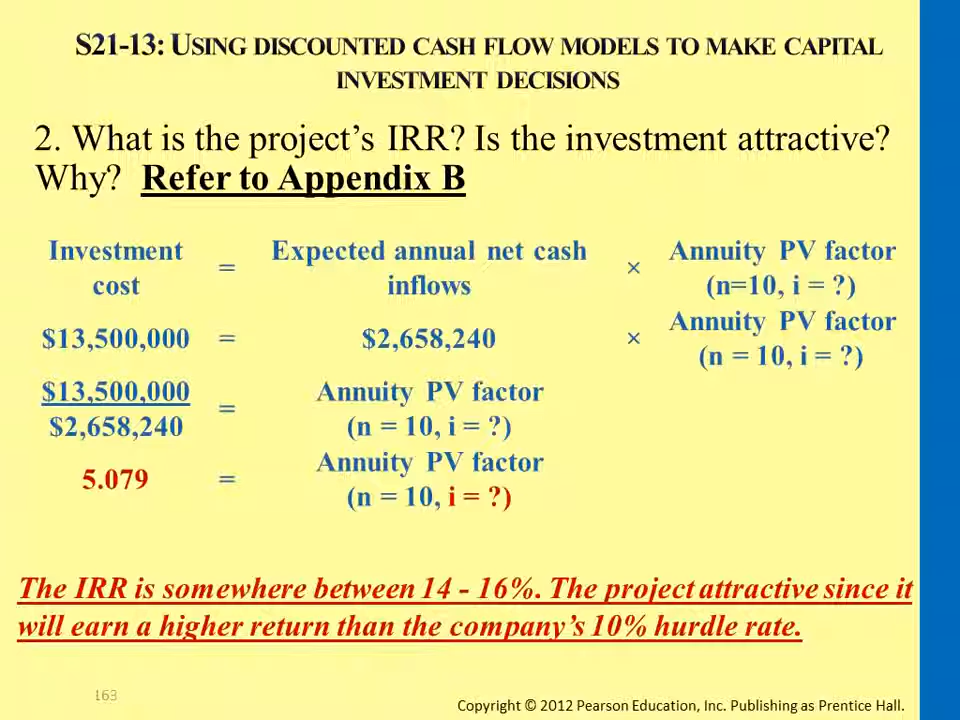 S21-13: USING DISCOUNTED CASH FLOW MODELS TO MAKE CAPITAL
INVESTMENT DECISIONS
2. What is the project's IRR? Is the investment attractive?
Why? Refer to Appendix B
Investment cost = Expected annual net cash inflows × Annuity PV factor (n=10, i = ?)
$13,500,000 = $2,658,240 × Annuity PV factor (n = 10, i = ?)
$13,500,000 $2,658,240 = Annuity PV factor (n = 10, i = ?)
5.079 = Annuity PV factor (n = 10, i = ?)
The IRR is somewhere between 14 - 16%. The project attractive since it
will earn a higher return than the company's 10% hurdle rate.
163
Copyright © 2012 Pearson Education, Inc. Publishing as Prentice Hall.